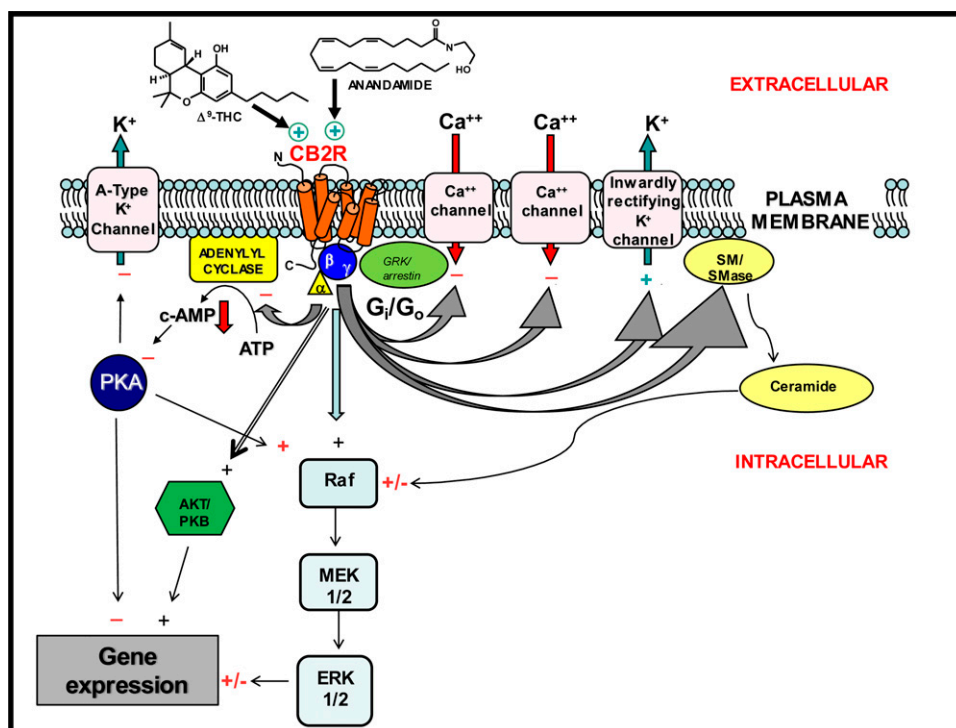 OH
H
H
O
Δ⁹-THC
O
N
H
HO
ANANDAMIDE
EXTRACELLULAR
K⁺
Ca⁺⁺
Ca⁺⁺
K⁺
+
+
N
CB2R
A-Type
K⁺
Channel
Ca⁺⁺
channel
Ca⁺⁺
channel
Inwardly
rectifying
K⁺
channel
PLASMA
MEMBRANE
ADENYLYL
CYCLASE
C
β
γ
α
GRK/
arrestin
SM/
SMase
–
–
–
+
–
Gᵢ/Gₒ
c-AMP
ATP
–
PKA
Ceramide
+
+
+
INTRACELLULAR
Raf
+/-
AKT/
PKB
MEK
1/2
–
+
Gene
expression
+/-
ERK
1/2